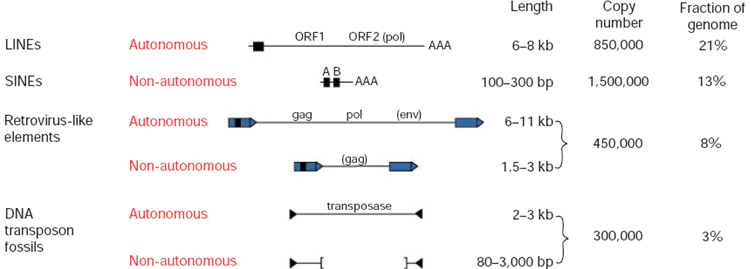 Length Copy number Fraction of genome
LINEs Autonomous ORF1 ORF2 (pol) AAA 6–8 kb 850,000 21%
SINEs Non-autonomous A B AAA 100–300 bp 1,500,000 13%
Retrovirus-like elements Autonomous gag pol (env) 6–11 kb
450,000 8%
Non-autonomous (gag) 1.5–3 kb
DNA transposon fossils Autonomous transposase 2–3 kb
300,000 3%
Non-autonomous 80–3,000 bp